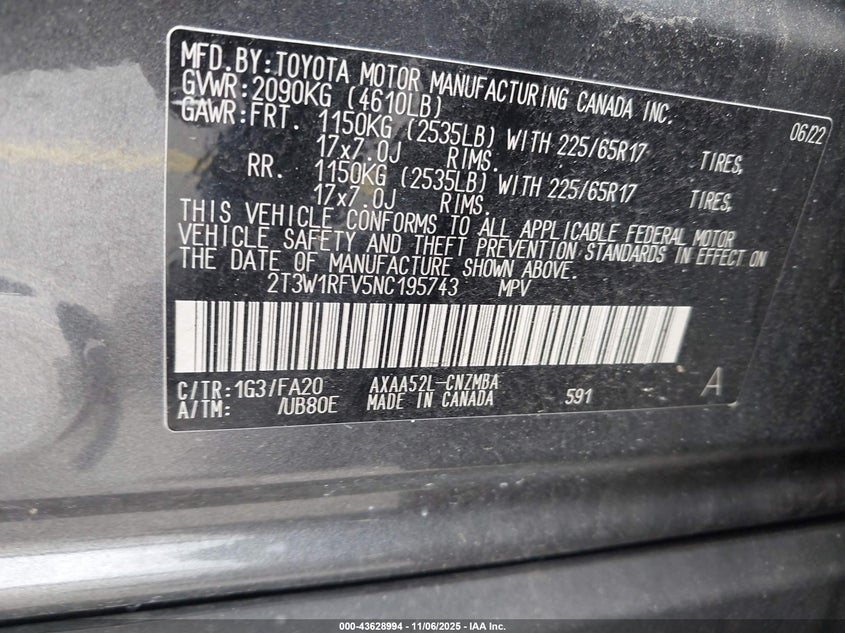 MFD.BY:TOYOTA MOTOR MANUFACTURING CANADA INC.
GVWR:2090KG (4610LB) 06/22
GAWR:FRT. 1150KG (2535LB) WITH 225/65R17 TIRES,
17x7.0J RIMS.
RR. 1150KG (2535LB) WITH 225/65R17 TIRES,
17x7.0J RIMS.
THIS VEHICLE CONFORMS TO ALL APPLICABLE FEDERAL MOTOR
VEHICLE SAFETY AND THEFT PREVENTION STANDARDS IN EFFECT ON
THE DATE OF MANUFACTURE SHOWN ABOVE.
2T3W1RFV5NC195743 MPV
C/TR:1G3/FA20 AXAA52L-CNZMBA A
A/TM: /UB80E MADE IN CANADA 591
000-43628994 - 11/06/2025 - IAA Inc.